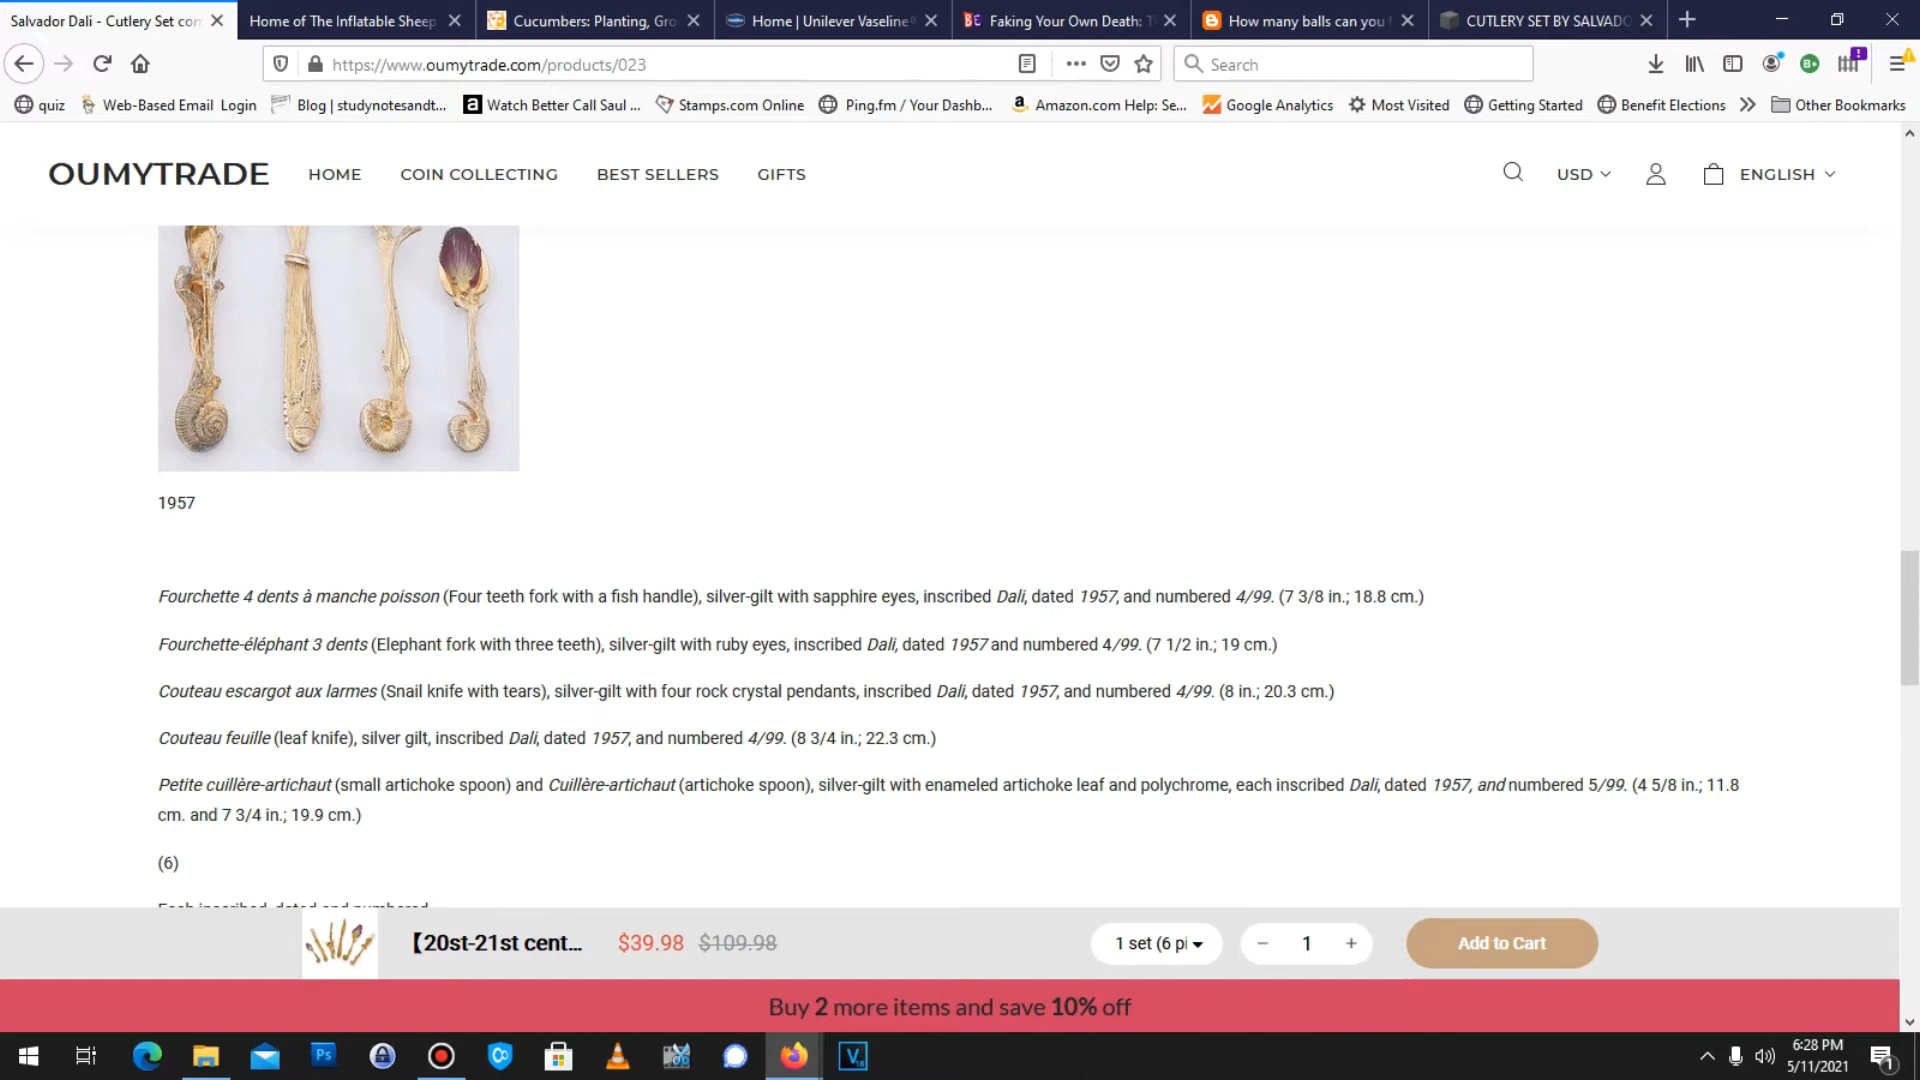 Salvador Dali - Cutlery Set con
Home of The Inflatable Sheep
Cucumbers: Planting, Gro
Home | Unilever Vaseline®
Faking Your Own Death: T
How many balls can you f
CUTLERY SET BY SALVADO
https://www.oumytrade.com/products/023
Search
quiz
Web-Based Email Login
Blog | studynotesandt...
Watch Better Call Saul ...
Stamps.com Online
Ping.fm / Your Dashb...
Amazon.com Help: Se...
Google Analytics
Most Visited
Getting Started
Benefit Elections
Other Bookmarks
OUMYTRADE
HOME
COIN COLLECTING
BEST SELLERS
GIFTS
USD
ENGLISH
1957
Fourchette 4 dents à manche poisson (Four teeth fork with a fish handle), silver-gilt with sapphire eyes, inscribed Dali, dated 1957, and numbered 4/99. (7 3/8 in.; 18.8 cm.)
Fourchette-éléphant 3 dents (Elephant fork with three teeth), silver-gilt with ruby eyes, inscribed Dali, dated 1957 and numbered 4/99. (7 1/2 in.; 19 cm.)
Couteau escargot aux larmes (Snail knife with tears), silver-gilt with four rock crystal pendants, inscribed Dali, dated 1957, and numbered 4/99. (8 in.; 20.3 cm.)
Couteau feuille (leaf knife), silver gilt, inscribed Dali, dated 1957, and numbered 4/99. (8 3/4 in.; 22.3 cm.)
Petite cuillère-artichaut (small artichoke spoon) and Cuillère-artichaut (artichoke spoon), silver-gilt with enameled artichoke leaf and polychrome, each inscribed Dali, dated 1957, and numbered 5/99. (4 5/8 in.; 11.8
cm. and 7 3/4 in.; 19.9 cm.)
(6)
Each inscribed, dated and numbered
【20st-21st cent...
$39.98 $109.98
1 set (6 pi
1
Add to Cart
Buy 2 more items and save 10% off
6:28 PM
5/11/2021